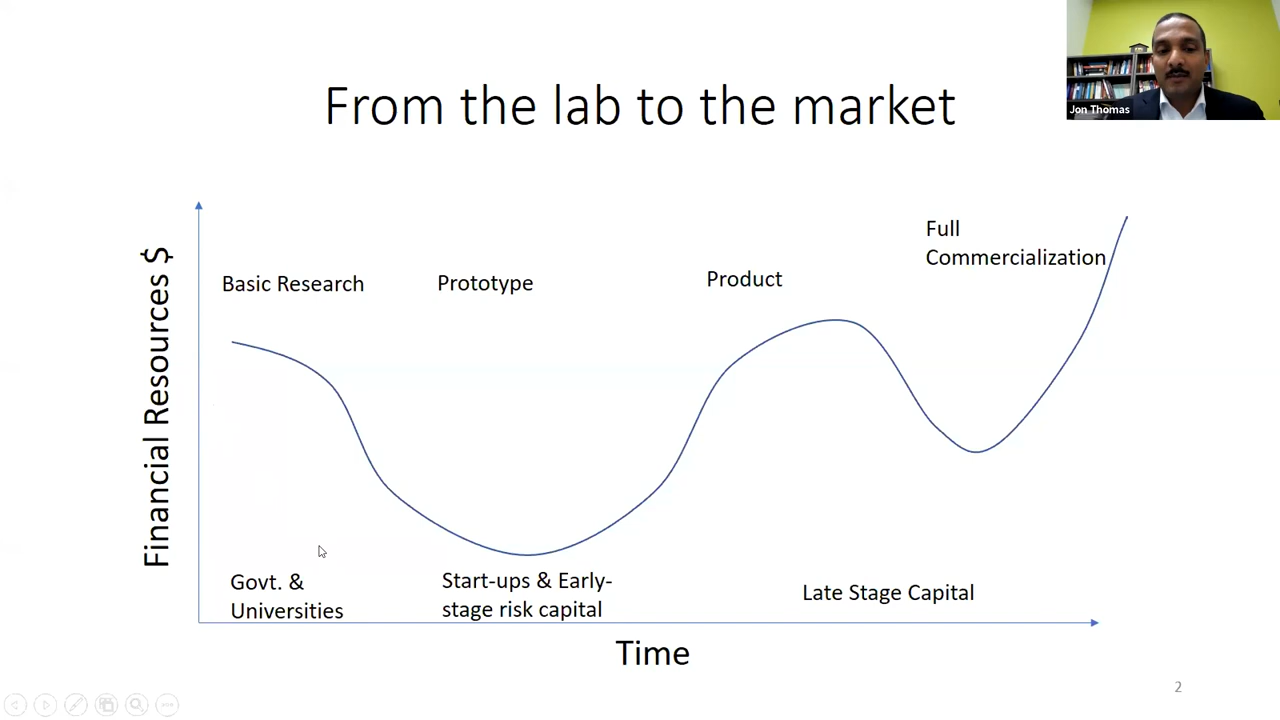 From the lab to the market
Jon Thomas
Financial Resources $
Basic Research
Prototype
Product
Full
Commercialization
Govt. &
Universities
Start-ups & Early-
stage risk capital
Late Stage Capital
Time
2